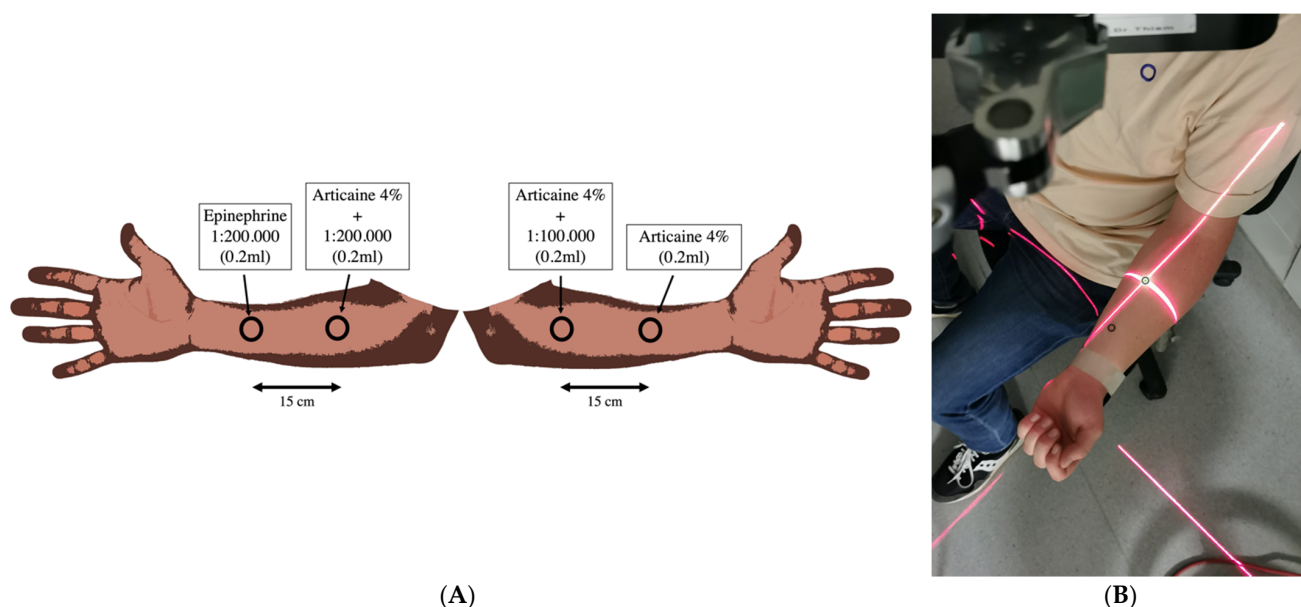 Epinephrine
1:200.000
(0.2ml)
Articaine 4%
+
1:200.000
(0.2ml)
Articaine 4%
+
1:100.000
(0.2ml)
Articaine 4%
(0.2ml)
15 cm
15 cm
(A)
(B)